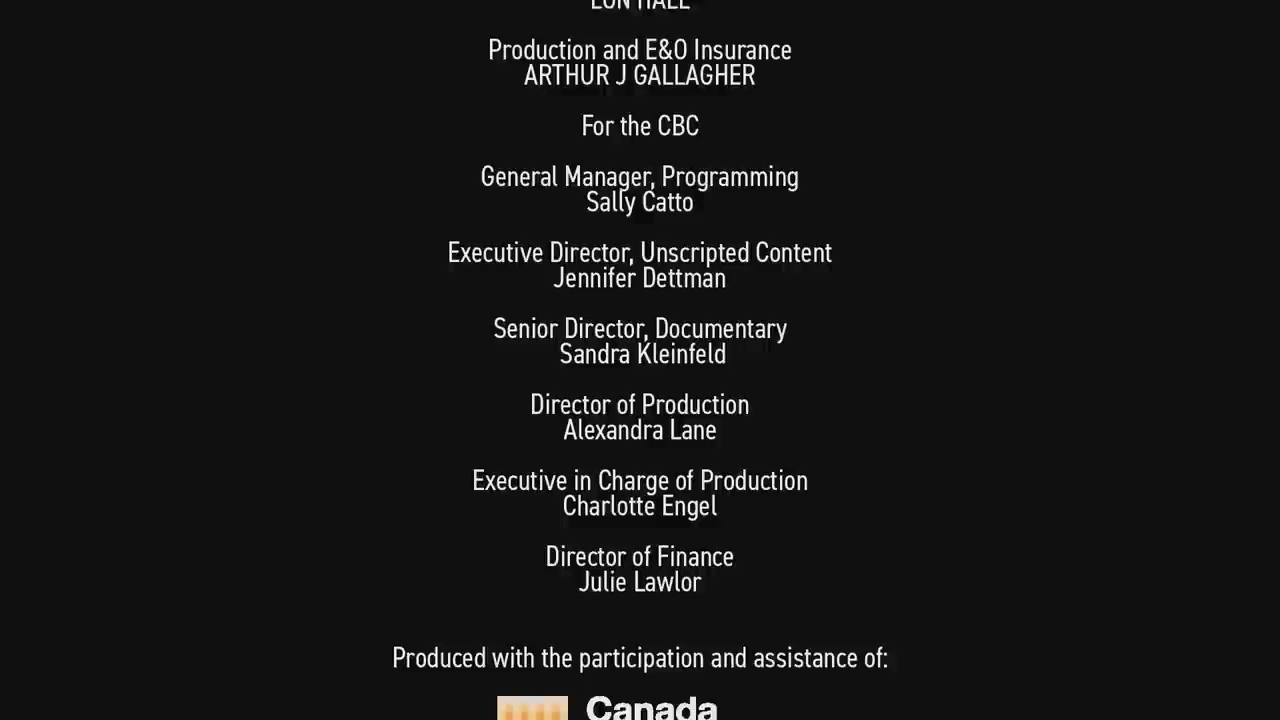 LON HALL
Production and E&O Insurance
ARTHUR J GALLAGHER
For the CBC
General Manager, Programming
Sally Catto
Executive Director, Unscripted Content
Jennifer Dettman
Senior Director, Documentary
Sandra Kleinfeld
Director of Production
Alexandra Lane
Executive in Charge of Production
Charlotte Engel
Director of Finance
Julie Lawlor
Produced with the participation and assistance of:
Canada